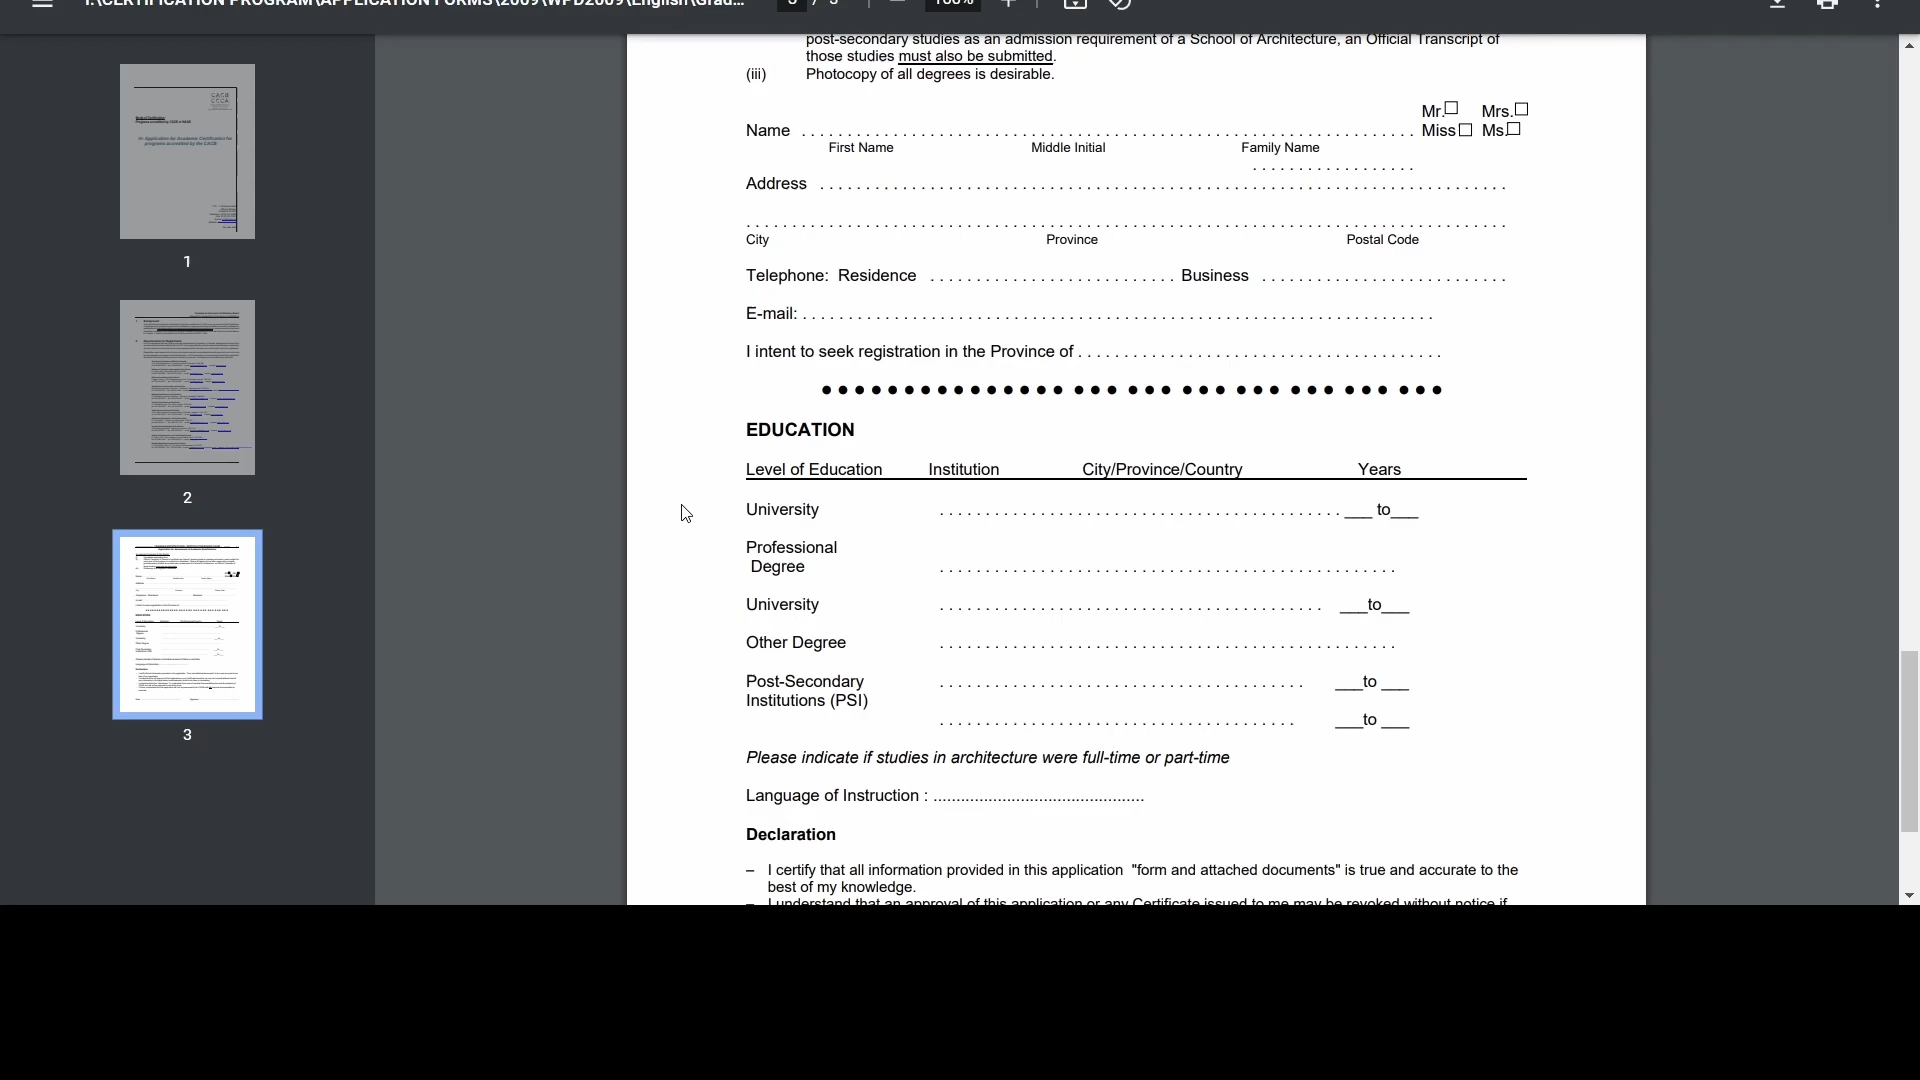 I:\CERTIFICATION PROGRAM\APPLICATION FORMS\2009\WPD2009\English\Grad...
3 / 3
100%
1
2
3
post-secondary studies as an admission requirement of a School of Architecture, an Official Transcript of
those studies must also be submitted.
(iii) Photocopy of all degrees is desirable.
Mr. Mrs.
Name . . . . . . . . . . . . . . . . . . . . . . . . . . . . . . . . . . . . . . . . . . . . . . . . . . . . . . . . . . . . . . . . . . . Miss Ms.
First Name Middle Initial Family Name
. . . . . . . . . . . . . . . . . .
Address . . . . . . . . . . . . . . . . . . . . . . . . . . . . . . . . . . . . . . . . . . . . . . . . . . . . . . . . . . . . . . . . . . . . . . . . . . .
. . . . . . . . . . . . . . . . . . . . . . . . . . . . . . . . . . . . . . . . . . . . . . . . . . . . . . . . . . . . . . . . . . . . . . . . . . . . . . . . . . .
City Province Postal Code
Telephone: Residence . . . . . . . . . . . . . . . . . . . . . . . . . . . Business . . . . . . . . . . . . . . . . . . . . . . . . . . .
E-mail: . . . . . . . . . . . . . . . . . . . . . . . . . . . . . . . . . . . . . . . . . . . . . . . . . . . . . . . . . . . . . . . . . . . . .
I intent to seek registration in the Province of . . . . . . . . . . . . . . . . . . . . . . . . . . . . . . . . . . . . . . . .
● ● ● ● ● ● ● ● ● ● ● ● ● ● ● ● ● ● ● ● ● ● ● ● ● ● ● ● ● ● ● ● ● ● ● ●
EDUCATION
Level of Education Institution City/Province/Country Years
University . . . . . . . . . . . . . . . . . . . . . . . . . . . . . . . . . . . . . . . . . . . . ___ to___
Professional
Degree . . . . . . . . . . . . . . . . . . . . . . . . . . . . . . . . . . . . . . . . . . . . . . . . . .
University . . . . . . . . . . . . . . . . . . . . . . . . . . . . . . . . . . . . . . . . . . ___to___
Other Degree . . . . . . . . . . . . . . . . . . . . . . . . . . . . . . . . . . . . . . . . . . . . . . . . . .
Post-Secondary . . . . . . . . . . . . . . . . . . . . . . . . . . . . . . . . . . . . . . . . ___to ___
Institutions (PSI)
. . . . . . . . . . . . . . . . . . . . . . . . . . . . . . . . . . . . . . . ___to ___
Please indicate if studies in architecture were full-time or part-time
Language of Instruction : ..............................................
Declaration
– I certify that all information provided in this application "form and attached documents" is true and accurate to the
best of my knowledge.
– I understand that an approval of this application or any Certificate issued to me may be revoked without notice if